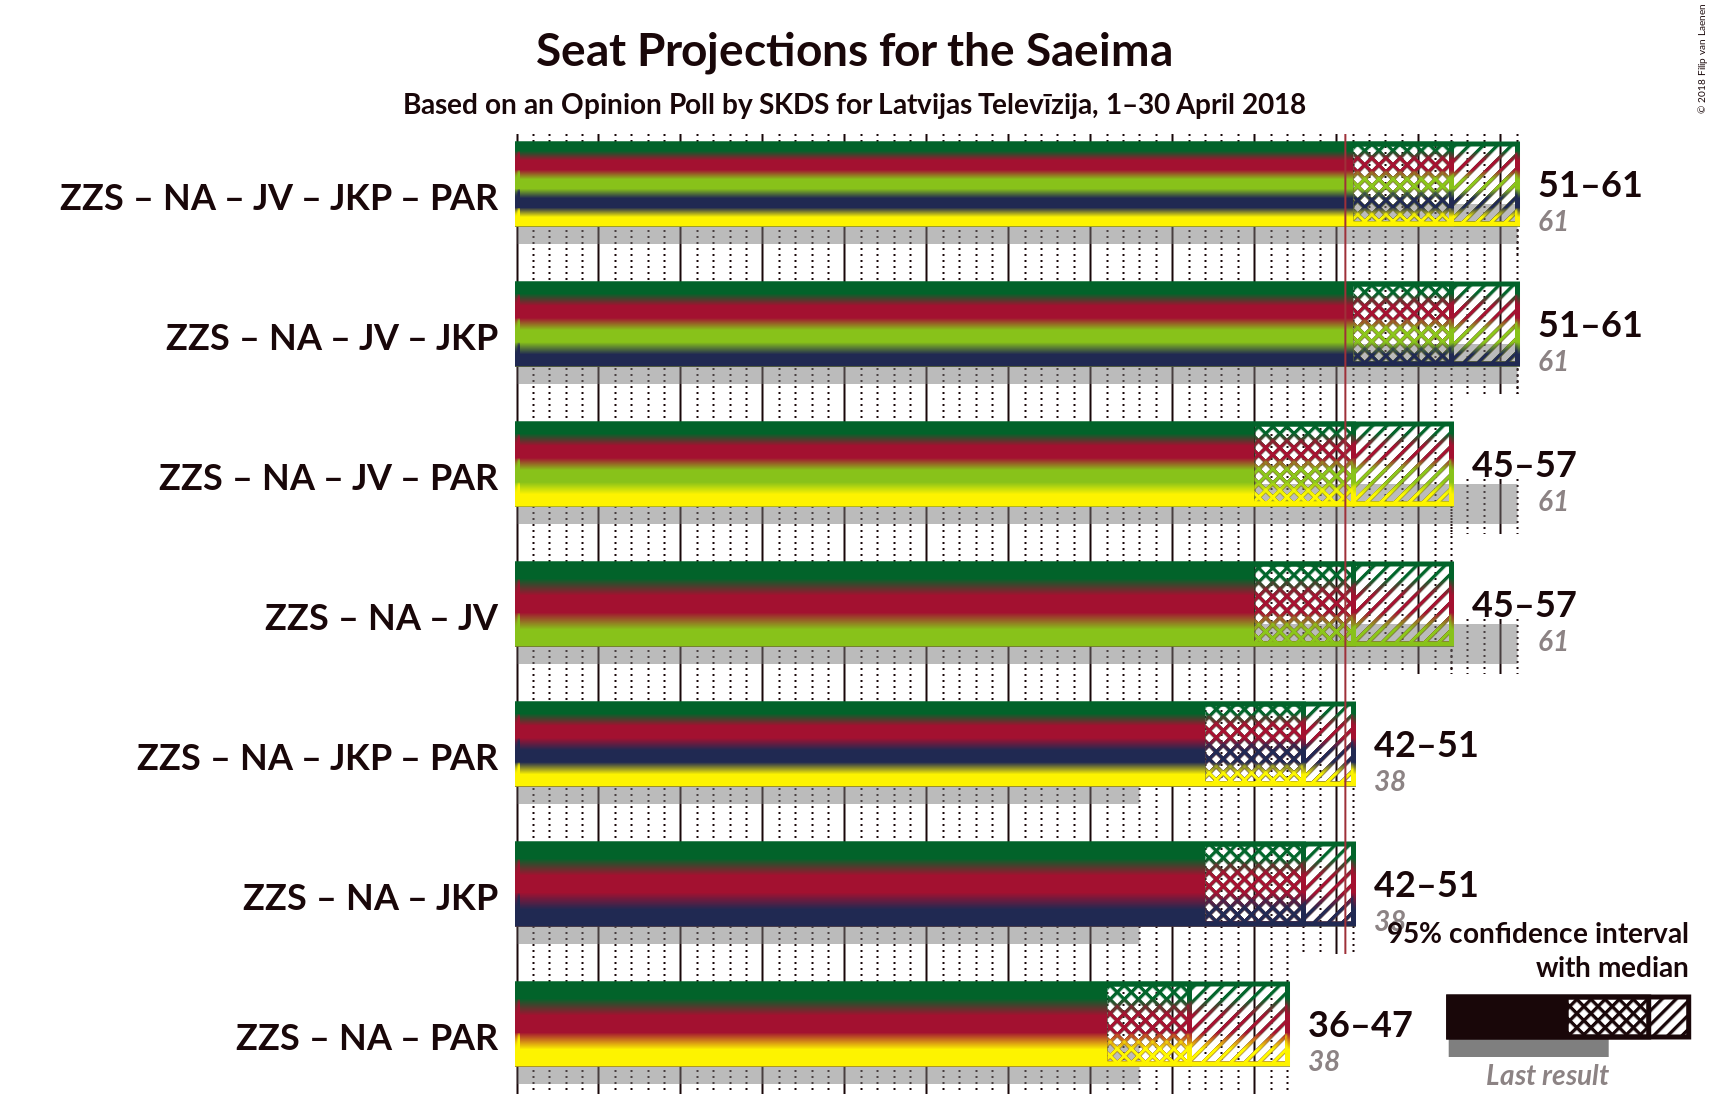 Seat Projections for the Saeima
Based on an Opinion Poll by SKDS for Latvijas Televīzija, 1–30 April 2018
© 2018 Filip van Laenen
ZZS – NA – JV – JKP – PAR
51–61
61
ZZS – NA – JV – JKP
51–61
61
ZZS – NA – JV – PAR
45–57
61
ZZS – NA – JV
45–57
61
ZZS – NA – JKP – PAR
42–51
38
ZZS – NA – JKP
42–51
38
ZZS – NA – PAR
36–47
38
95% confidence interval
with median
Last result